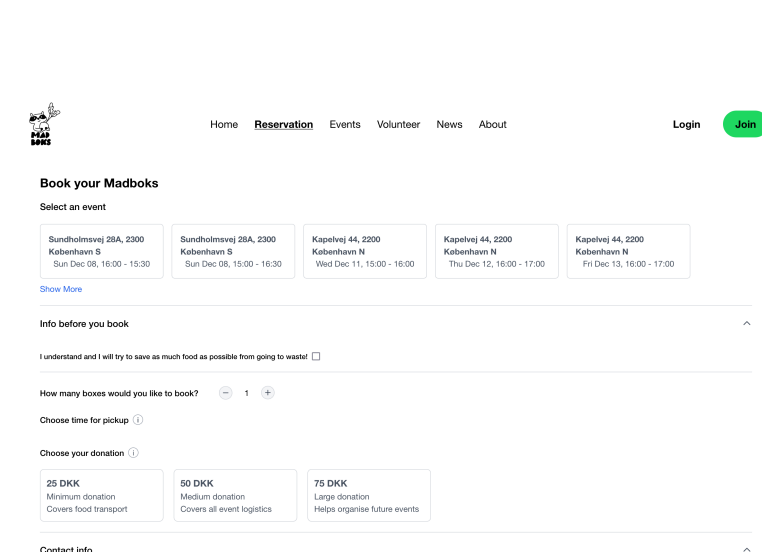 MAD
BOKS
Home Reservation Events Volunteer News About
Login Join
Book your Madboks
Select an event
Sundholmsvej 28A, 2300
København S
Sun Dec 08, 16:00 - 15:30
Sundholmsvej 28A, 2300
København S
Sun Dec 08, 15:00 - 16:30
Kapelvej 44, 2200
København N
Wed Dec 11, 15:00 - 16:00
Kapelvej 44, 2200
København N
Thu Dec 12, 16:00 - 17:00
Kapelvej 44, 2200
København N
Fri Dec 13, 16:00 - 17:00
Show More
Info before you book
I understand and I will try to save as much food as possible from going to waste!
How many boxes would you like to book? − 1 +
Choose time for pickup i
Choose your donation i
25 DKK
Minimum donation
Covers food transport
50 DKK
Medium donation
Covers all event logistics
75 DKK
Large donation
Helps organise future events
Contact info